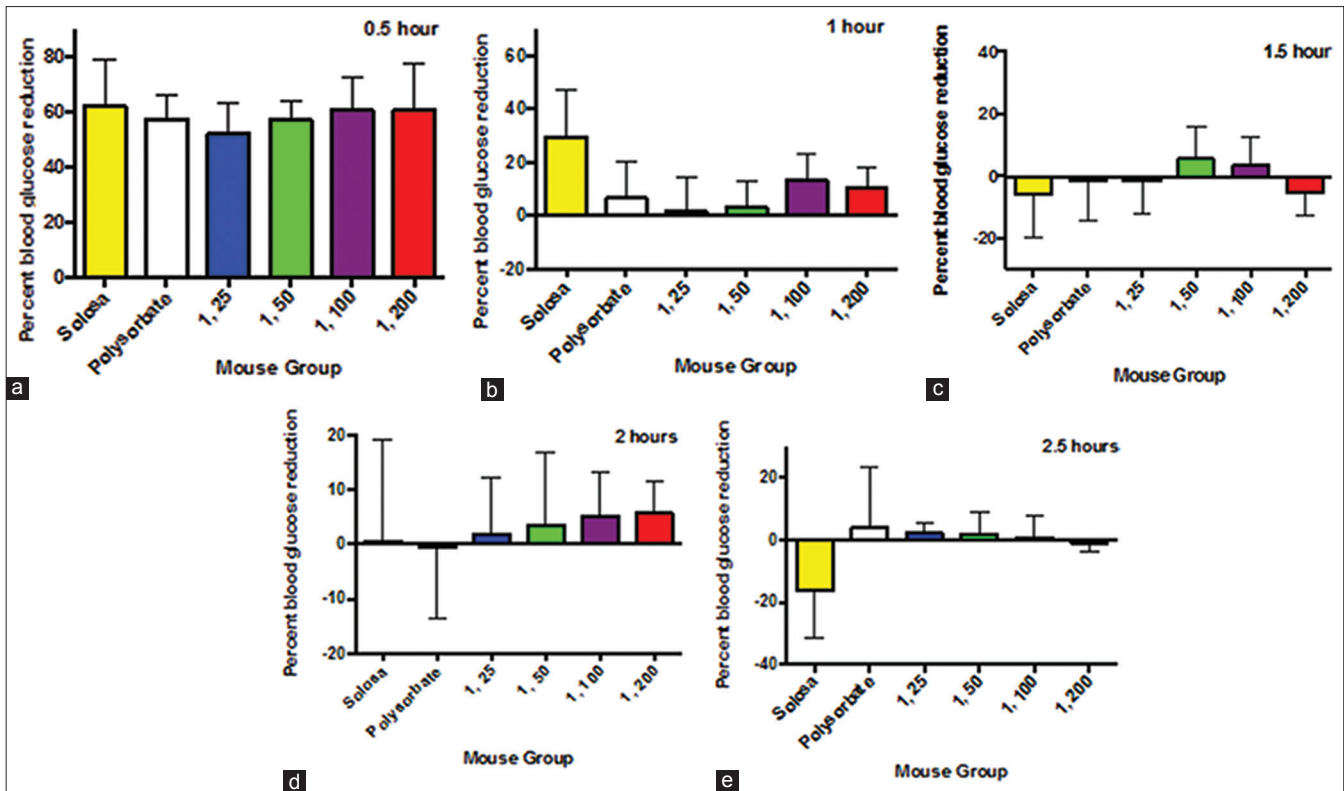 0.5 hour
Percent blood glucose reduction
80
60
40
20
0
Solosa
Polysorbate
1, 25
1, 50
1, 100
1, 200
Mouse Group
a
1 hour
Percent blood glucose reduction
60
40
20
0
-20
Solosa
Polysorbate
1, 25
1, 50
1, 100
1,200
Mouse Group
b
1.5 hour
Percent blood glucose reduction
40
20
0
-20
Solosa
Polysorbate
1, 25
1, 50
1, 100
1,200
Mouse Group
c
2 hours
Percent blood glucose reduction
20
10
0
-10
-20
Solosa
Polysorbate
1, 25
1, 50
1, 100
1, 200
Mouse Group
d
2.5 hours
Percent blood glucose reduction
20
0
-20
-40
Solosa
Polysorbate
1,25
1,50
1,100
1,200
Mouse Group
e